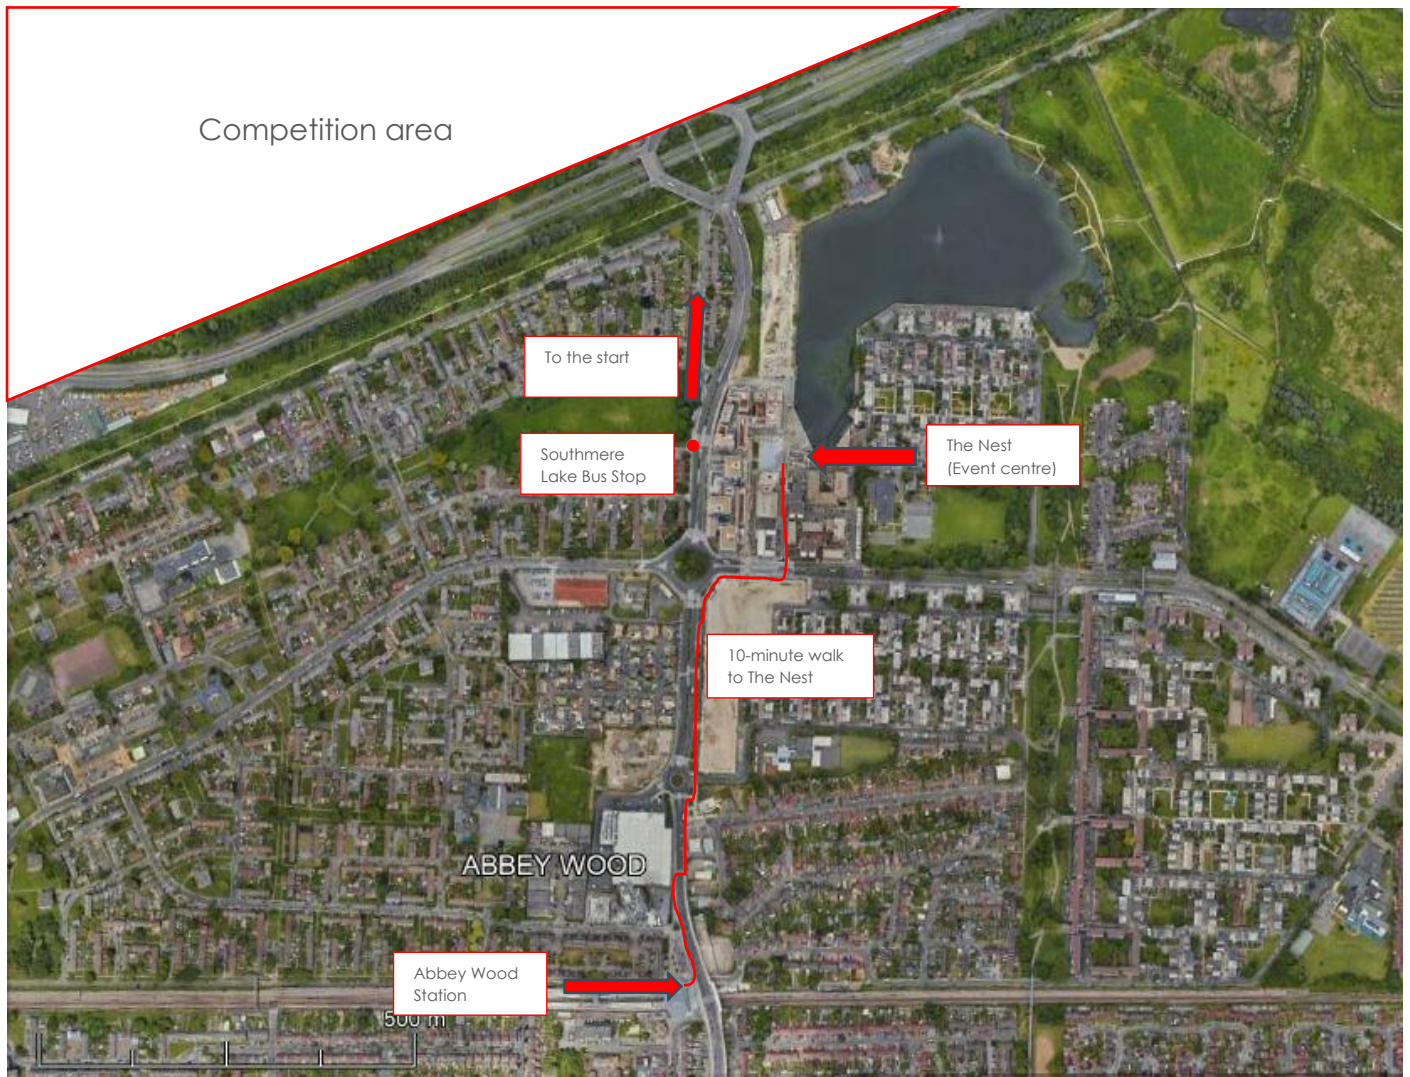 Competition area
To the start
Southmere
Lake Bus Stop
The Nest
(Event centre)
10-minute walk
to The Nest
ABBEY WOOD
Abbey Wood
Station
500 m